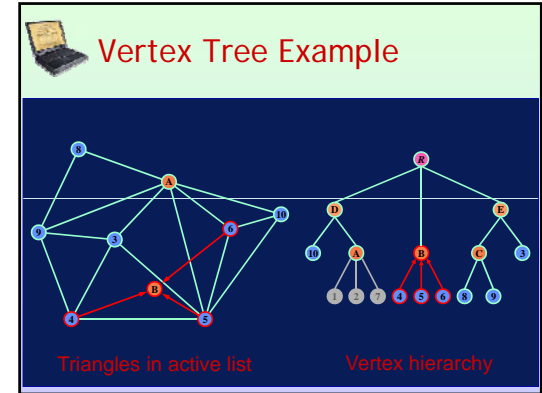 Vertex Tree Example
8
A
R
10
D
E
9
3
6
10
A
B
C
3
B
1 2 7 4 5 6 8 9
4
5
Triangles in active list
Vertex hierarchy